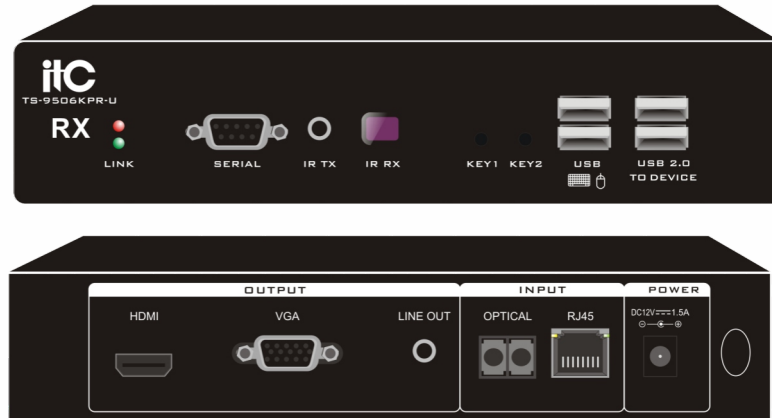 itc
TS-9506KPR-U
RX
LINK
SERIAL
IR TX
IR RX
KEY1
KEY2
USB
USB 2.0
TO DEVICE
OUTPUT
INPUT
POWER
HDMI
VGA
LINE OUT
OPTICAL
RJ45
DC12V⎓1.5A